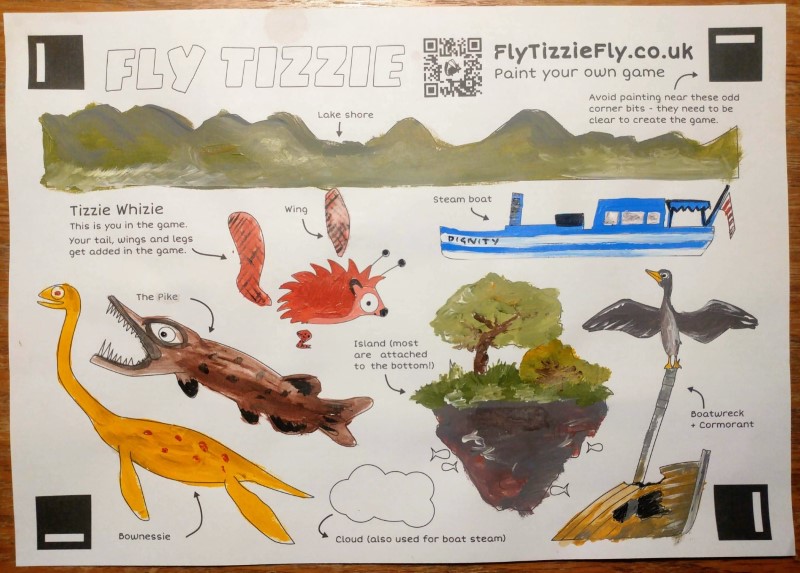 FLY TIZZIE
FlyTizzieFly.co.uk
Paint your own game
Avoid painting near these odd
corner bits - they need to be
clear to create the game.
Lake shore
Tizzie Whizie
This is you in the game.
Your tail, wings and legs
get added in the game.
Wing
Steam boat
DIGNITY
The Pike
Island (most
are attached
to the bottom!)
Boatwreck
+ Cormorant
Bownessie
Cloud (also used for boat steam)